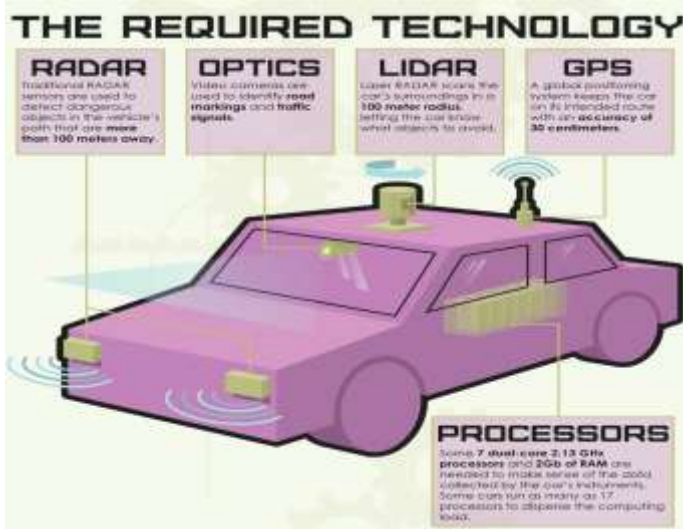 THE REQUIRED TECHNOLOGY
RADAR
Traditional RADAR
sensors are used to
detect dangerous
objects in the vehicle's
path that are more
than 100 meters away.
OPTICS
Video cameras are
used to identify road
markings and traffic
signals.
LIDAR
Laser RADAR scans the
car's surroundings in a
100 meter radius,
letting the car know
what objects to avoid.
GPS
A global positioning
system keeps the car
on its intended route
with an accuracy of
30 centimeters.
PROCESSORS
Some 7 dual-core 2.13 GHz
processors and 2Gb of RAM are
needed to make sense of the data
collected by the car's instruments.
Some cars run as many as 17
processors to disperse the computing
load.